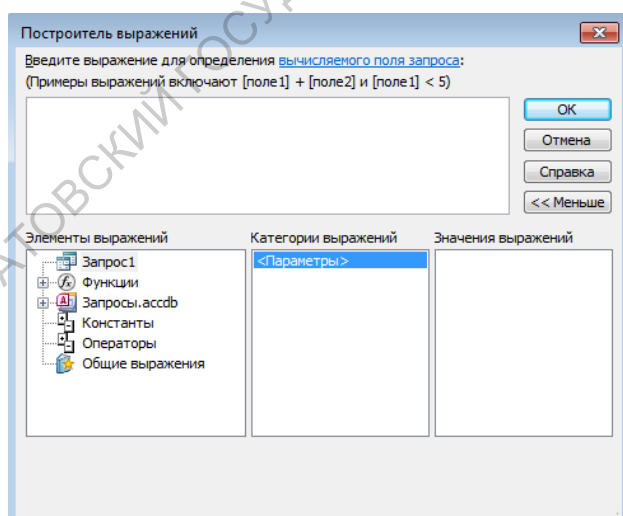 Построитель выражений
Введите выражение для определения вычисляемого поля запроса:
(Примеры выражений включают [поле1] + [поле2] и [поле1] < 5)
ОК
Отмена
Справка
<< Меньше
Элементы выражений
Категории выражений
Значения выражений
Запрос1
Функции
Запросы.accdb
Константы
Операторы
Общие выражения
<Параметры>